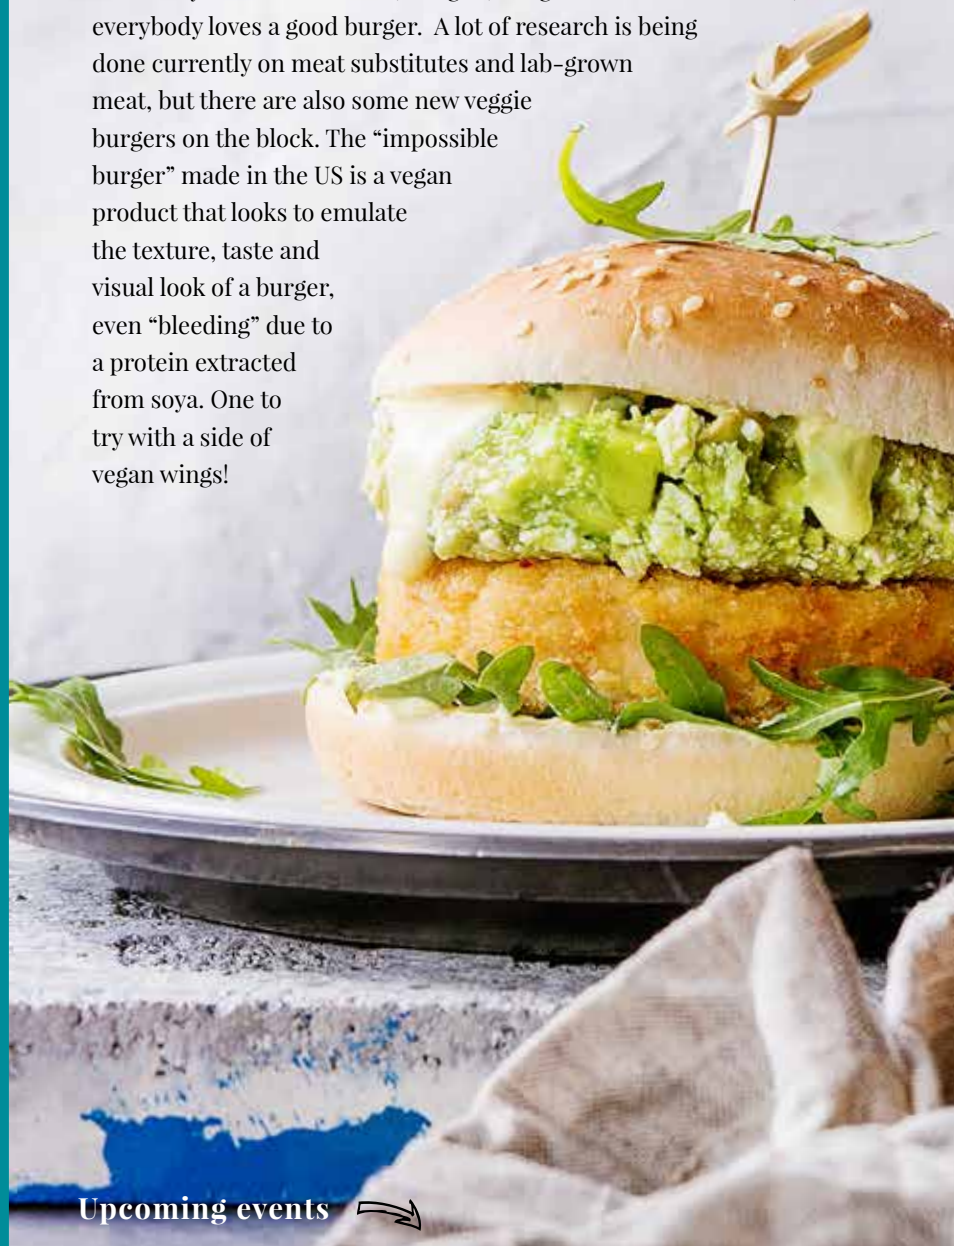 everybody loves a good burger.  A lot of research is being
done currently on meat substitutes and lab-grown
meat, but there are also some new veggie
burgers on the block. The “impossible
burger” made in the US is a vegan
product that looks to emulate
the texture, taste and
visual look of a burger,
even “bleeding” due to
a protein extracted
from soya. One to
try with a side of
vegan wings!
Upcoming events